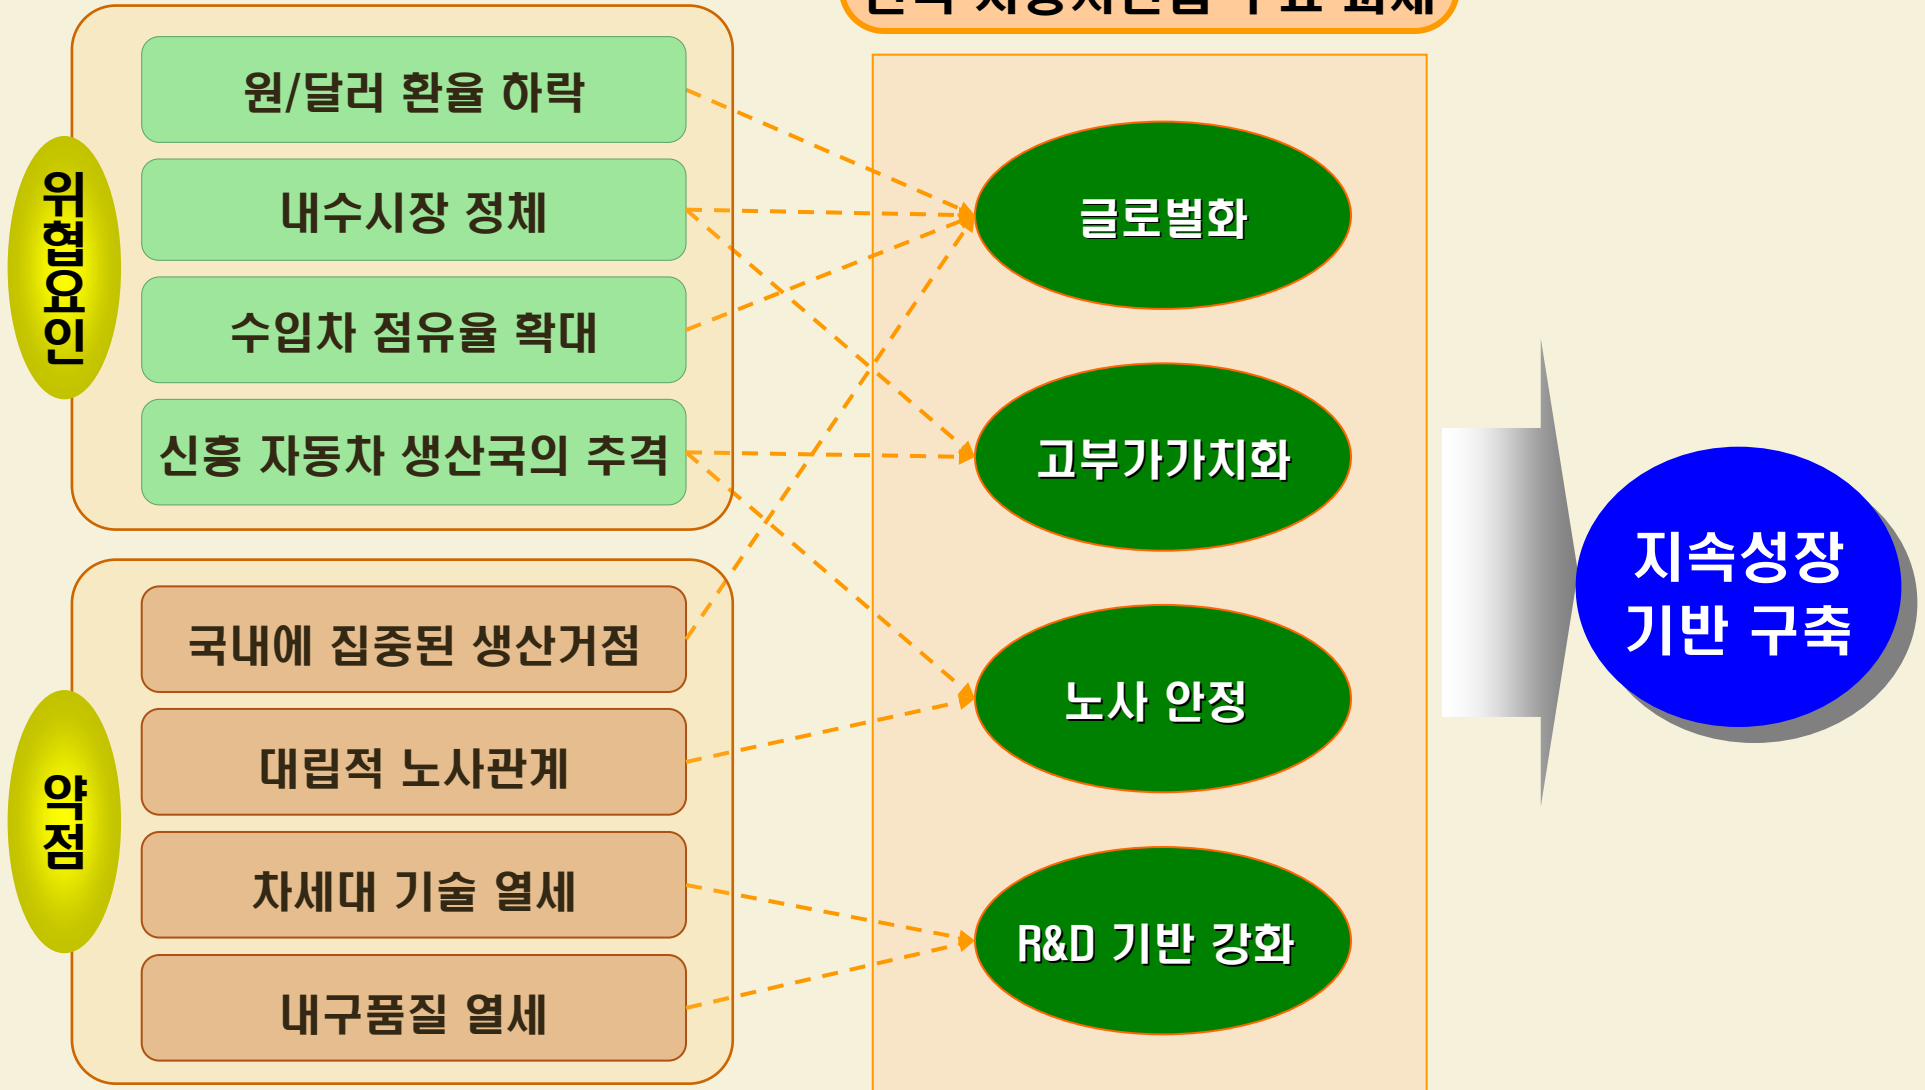 위협요인
원/달러 환율 하락
내수시장 정체
수입차 점유율 확대
신흥 자동차 생산국의 추격
약점
국내에 집중된 생산거점
대립적 노사관계
차세대 기술 열세
내구품질 열세
글로벌화
고부가가치화
노사 안정
R&D 기반 강화
지속성장
기반 구축